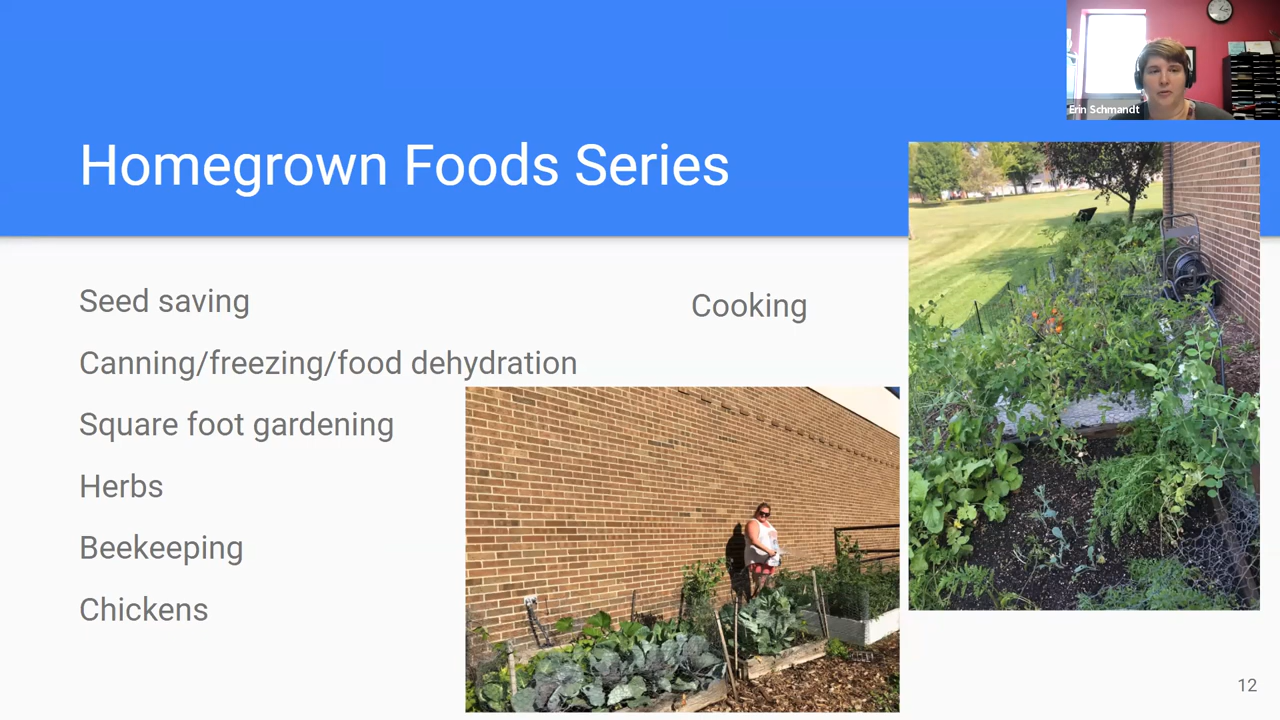 Erin Schmandt
Homegrown Foods Series
Seed saving
Canning/freezing/food dehydration
Square foot gardening
Herbs
Beekeeping
Chickens
Cooking
12